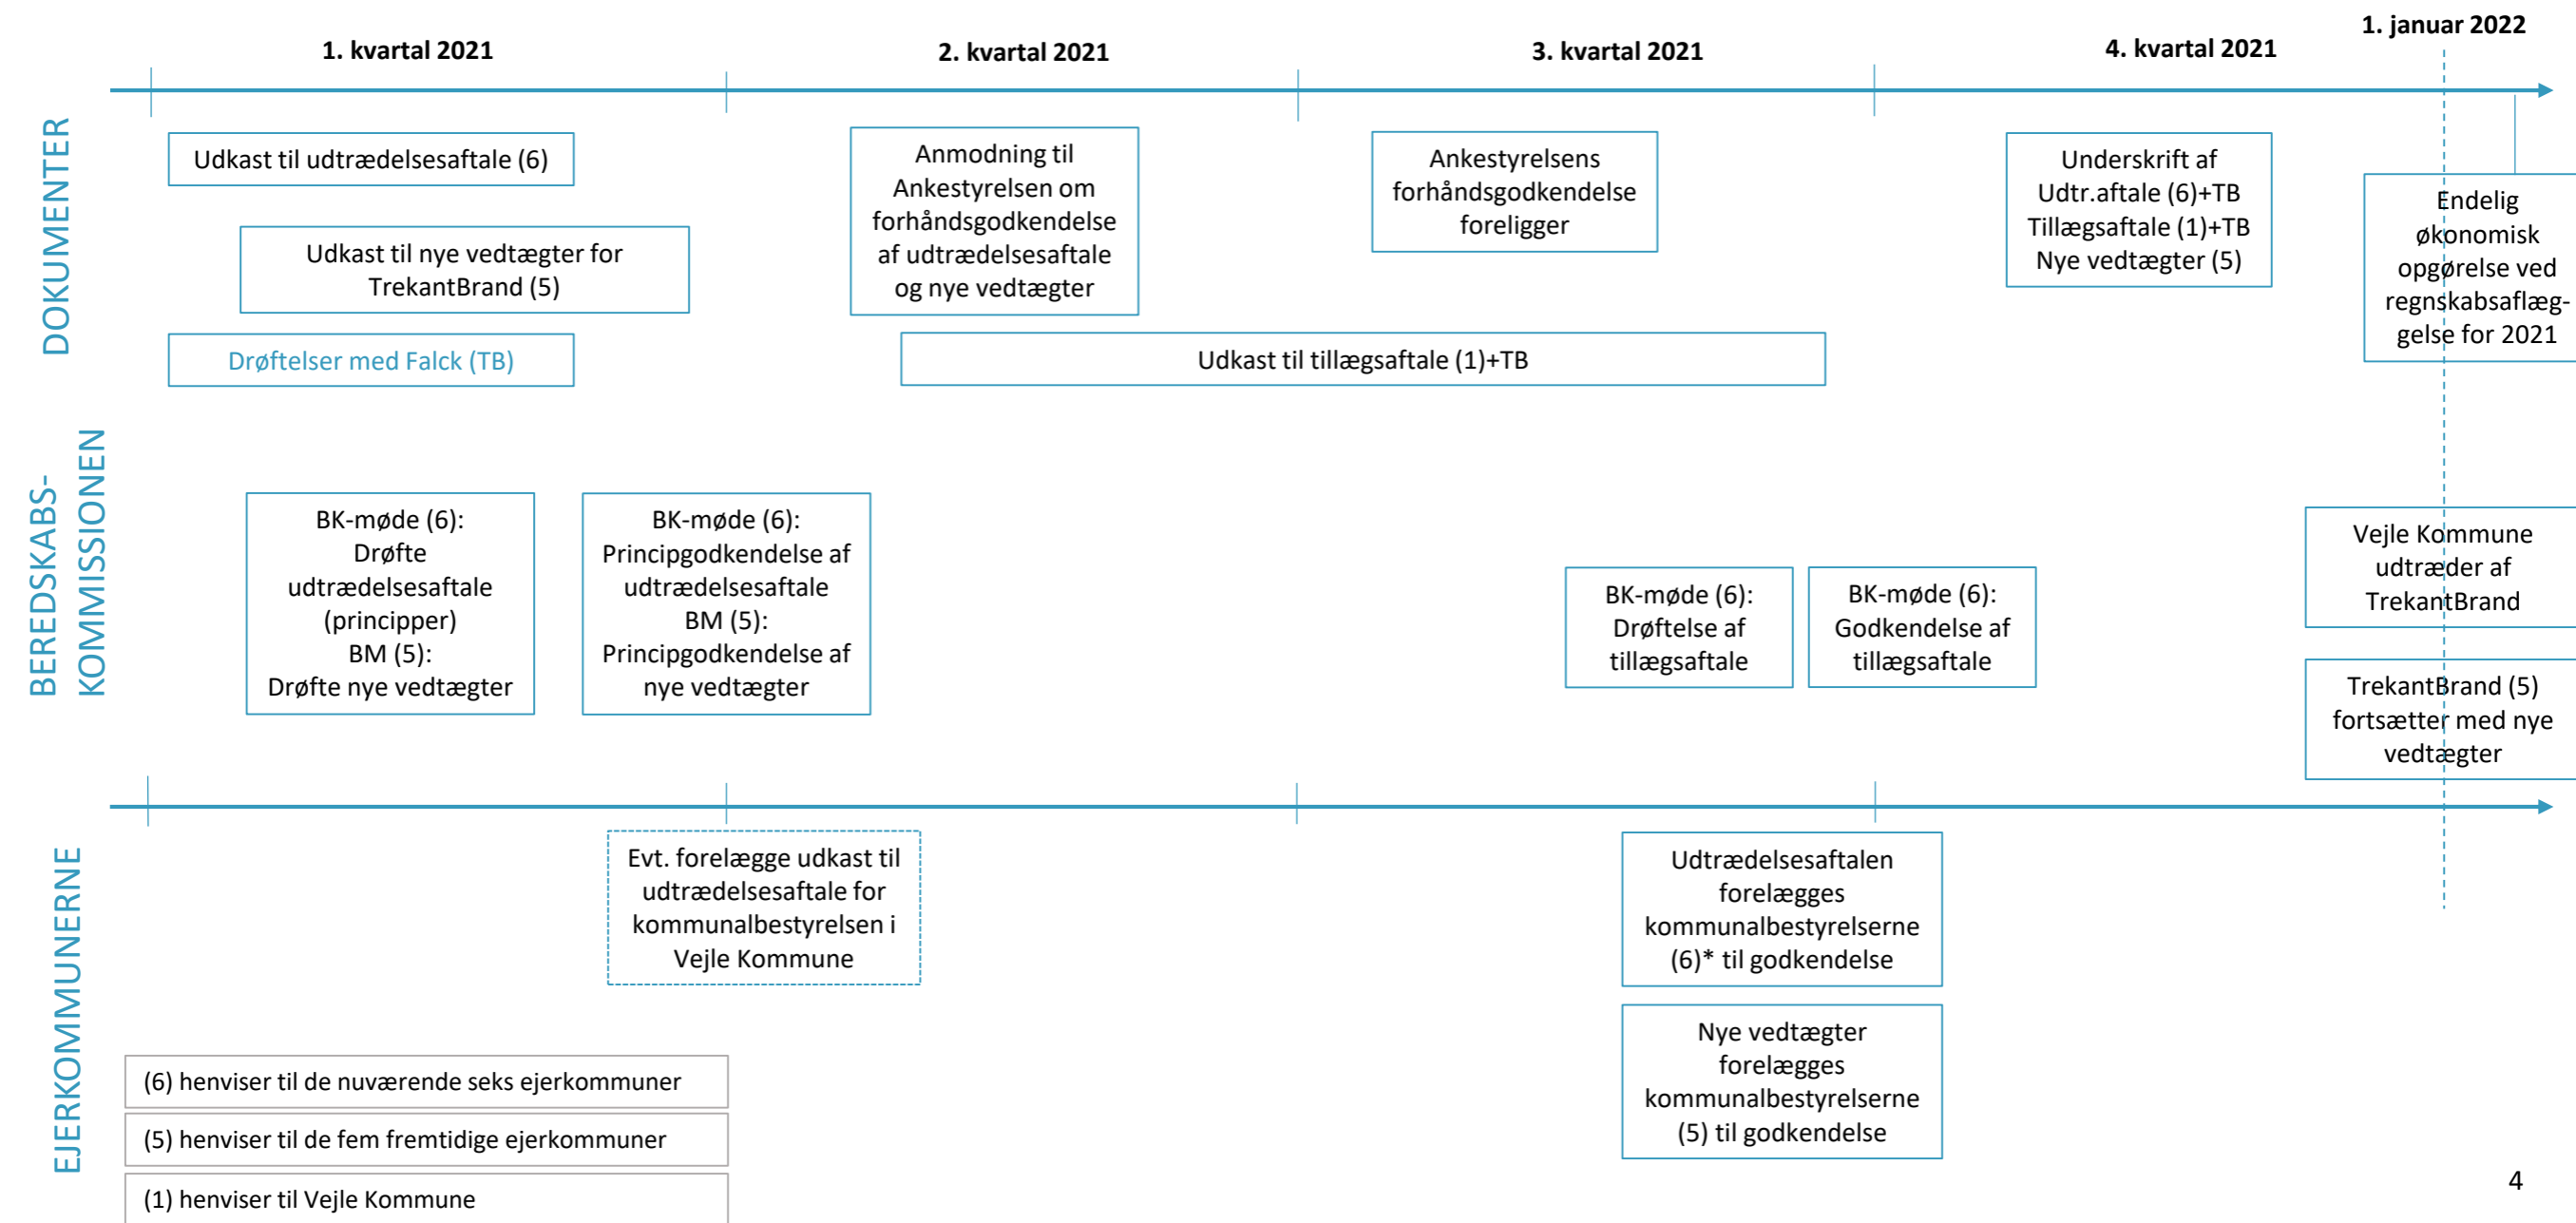 1. kvartal 2021
2. kvartal 2021
3. kvartal 2021
4. kvartal 2021
1. januar 2022
DOKUMENTER
Udkast til udtrædelsesaftale (6)
Udkast til nye vedtægter for
TrekantBrand (5)
Drøftelser med Falck (TB)
Anmodning til
Ankestyrelsen om
forhåndsgodkendelse
af udtrædelsesaftale
og nye vedtægter
Udkast til tillægsaftale (1)+TB
Ankestyrelsens
forhåndsgodkendelse
foreligger
Underskrift af
Udtr.aftale (6)+TB
Tillægsaftale (1)+TB
Nye vedtægter (5)
Endelig
økonomisk
opgørelse ved
regnskabsaflæg-
gelse for 2021
BEREDSKABS-
KOMMISSIONEN
BK-møde (6):
Drøfte
udtrædelsesaftale
(principper)
BM (5):
Drøfte nye vedtægter
BK-møde (6):
Principgodkendelse af
udtrædelsesaftale
BM (5):
Principgodkendelse af
nye vedtægter
BK-møde (6):
Drøftelse af
tillægsaftale
BK-møde (6):
Godkendelse af
tillægsaftale
Vejle Kommune
udtræder af
TrekantBrand
TrekantBrand (5)
fortsætter med nye
vedtægter
EJERKOMMUNERNE
Evt. forelægge udkast til
udtrædelsesaftale for
kommunalbestyrelsen i
Vejle Kommune
Udtrædelsesaftalen
forelægges
kommunalbestyrelserne
(6)* til godkendelse
Nye vedtægter
forelægges
kommunalbestyrelserne
(5) til godkendelse
(6) henviser til de nuværende seks ejerkommuner
(5) henviser til de fem fremtidige ejerkommuner
(1) henviser til Vejle Kommune
4